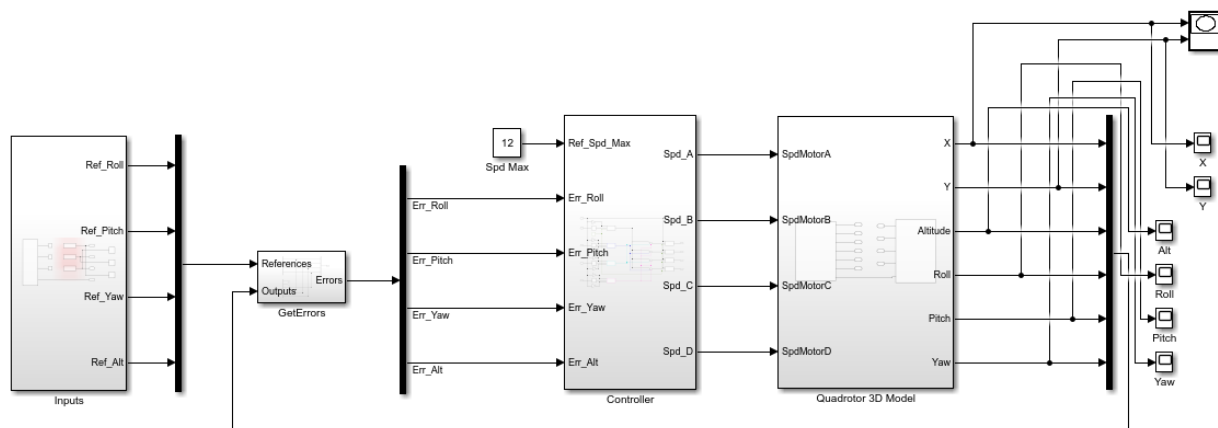 Ref_Roll
Ref_Pitch
Ref_Yaw
Ref_Alt
Inputs
References
Outputs
Errors
GetErrors
12
Spd Max
Err_Roll
Err_Pitch
Err_Yaw
Err_Alt
Ref_Spd_Max
Err_Roll
Err_Pitch
Err_Yaw
Err_Alt
Spd_A
Spd_B
Spd_C
Spd_D
Controller
SpdMotorA
SpdMotorB
SpdMotorC
SpdMotorD
X
Y
Altitude
Roll
Pitch
Yaw
Quadrotor 3D Model
X
Y
Alt
Roll
Pitch
Yaw